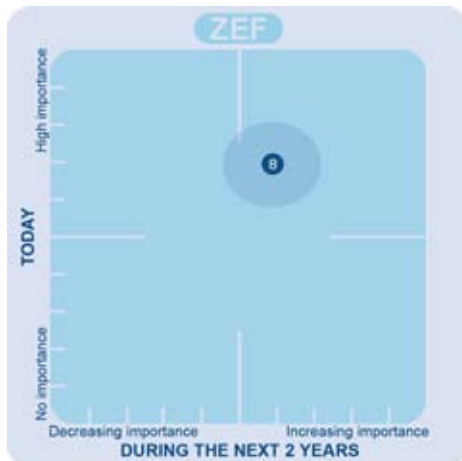 ZEF
High importance
TODAY
No importance
8
Decreasing importance
Increasing importance
DURING THE NEXT 2 YEARS